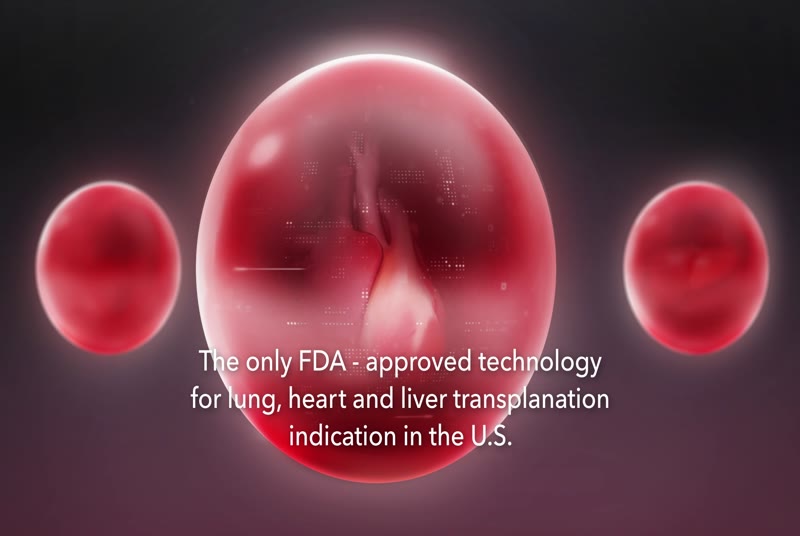 The only FDA - approved technology
for lung, heart and liver transplanation
indication in the U.S.